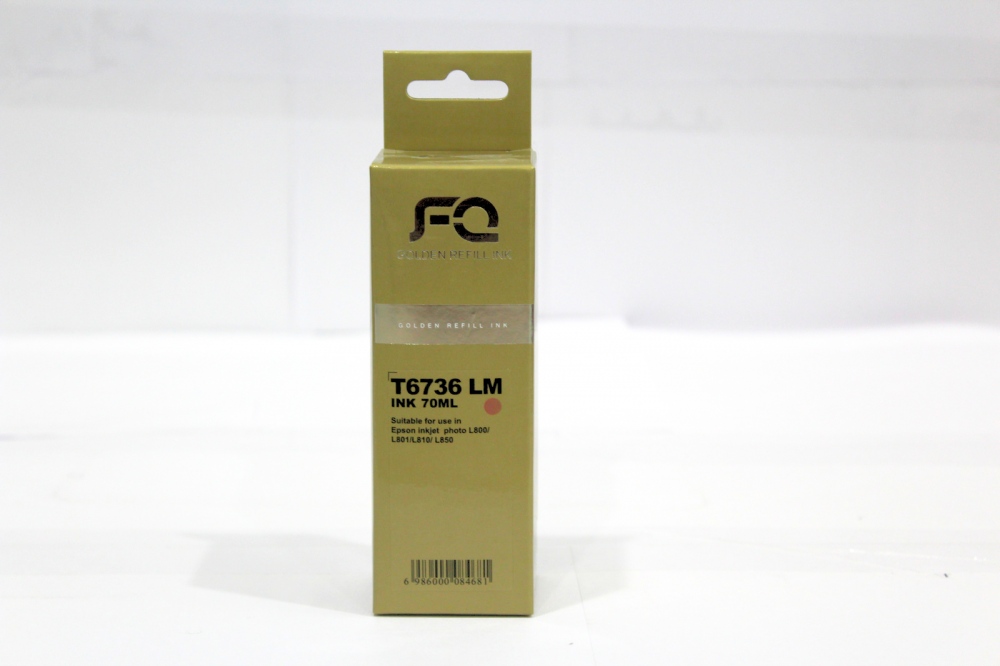 FQ
GOLDEN REFILL INK
GOLDEN REFILL INK
T6736 LM
INK 70ML
Suitable for use in
Epson inkjet photo L800/
L801/L810/ L850
6 986000 084681